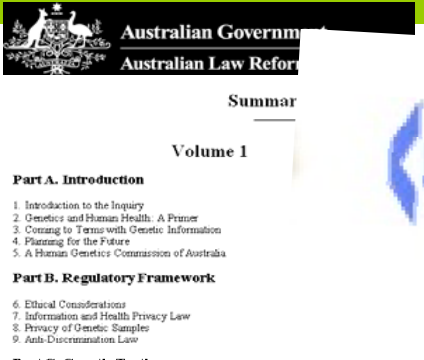 Australian Governm
Australian Law Refor
Summar
Volume 1
Part A. Introduction
1. Introduction to the Inquiry
2. Genetics and Human Health: A Primer
3. Coming to Terms with Genetic Information
4. Planning for the Future
5. A Human Genetics Commission of Australia
Part B. Regulatory Framework
6. Ethical Considerations
7. Information and Health Privacy Law
8. Privacy of Genetic Samples
9. Anti-Discrimination Law